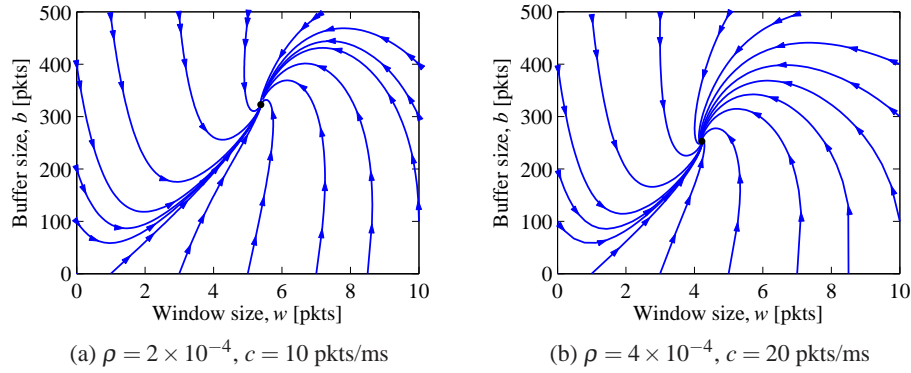 500
400
300
200
100
0
Buffer size, b [pkts]
0 2 4 6 8 10
Window size, w [pkts]
(a) ρ = 2 × 10⁻⁴, c = 10 pkts/ms
500
400
300
200
100
0
Buffer size, b [pkts]
0 2 4 6 8 10
Window size, w [pkts]
(b) ρ = 4 × 10⁻⁴, c = 20 pkts/ms